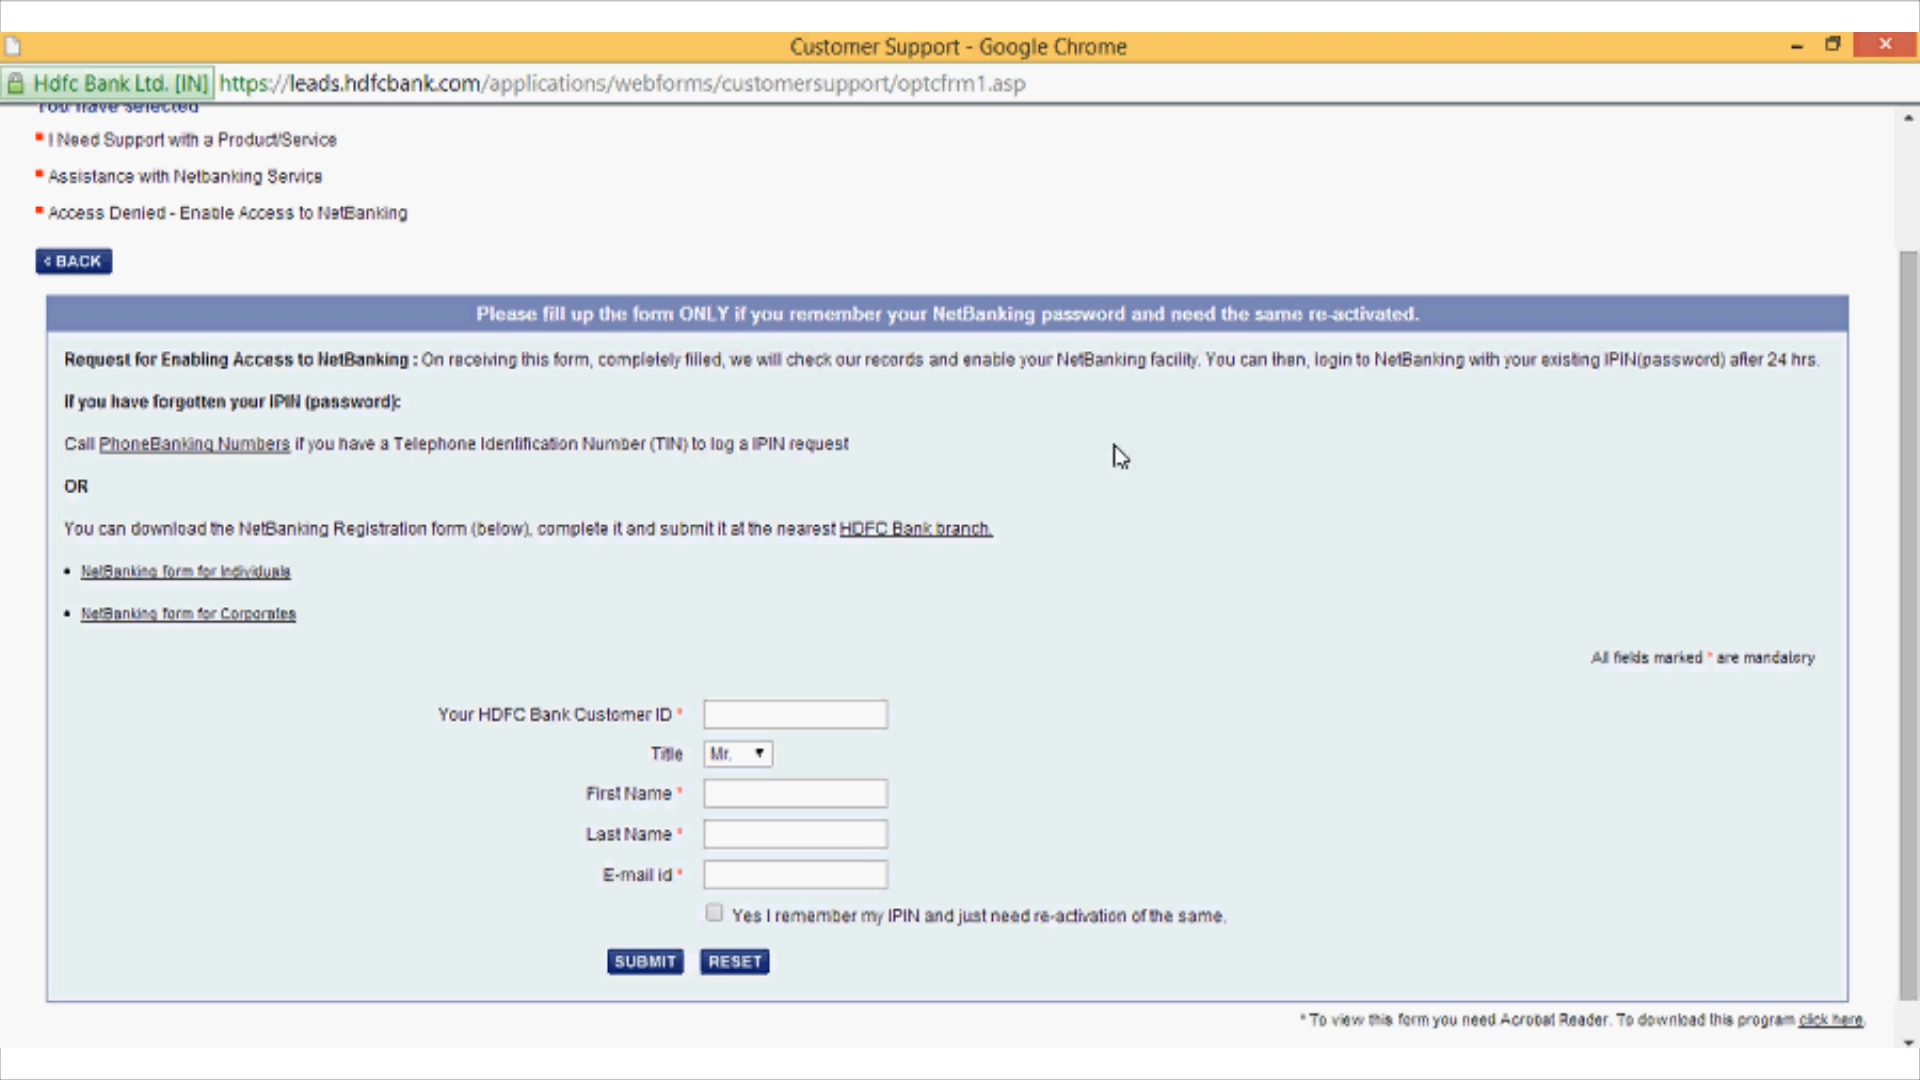 Customer Support - Google Chrome
Hdfc Bank Ltd. [IN] https://leads.hdfcbank.com/applications/webforms/customersupport/optcfrm1.asp
You have selected
I Need Support with a Product/Service
Assistance with Netbanking Service
Access Denied - Enable Access to NetBanking
BACK
Please fill up the form ONLY if you remember your NetBanking password and need the same re-activated.
Request for Enabling Access to NetBanking : On receiving this form, completely filled, we will check our records and enable your NetBanking facility. You can then, login to NetBanking with your existing IPIN(password) after 24 hrs.
If you have forgotten your IPIN (password):
Call PhoneBanking Numbers if you have a Telephone Identification Number (TIN) to log a IPIN request
OR
You can download the NetBanking Registration form (below), complete it and submit it at the nearest HDFC Bank branch.
• NetBanking form for Individuals
• NetBanking form for Corporates
All fields marked * are mandatory
Your HDFC Bank Customer ID *
Title Mr.
First Name *
Last Name *
E-mail id *
Yes I remember my IPIN and just need re-activation of the same.
SUBMIT RESET
* To view this form you need Acrobat Reader. To download this program click here.